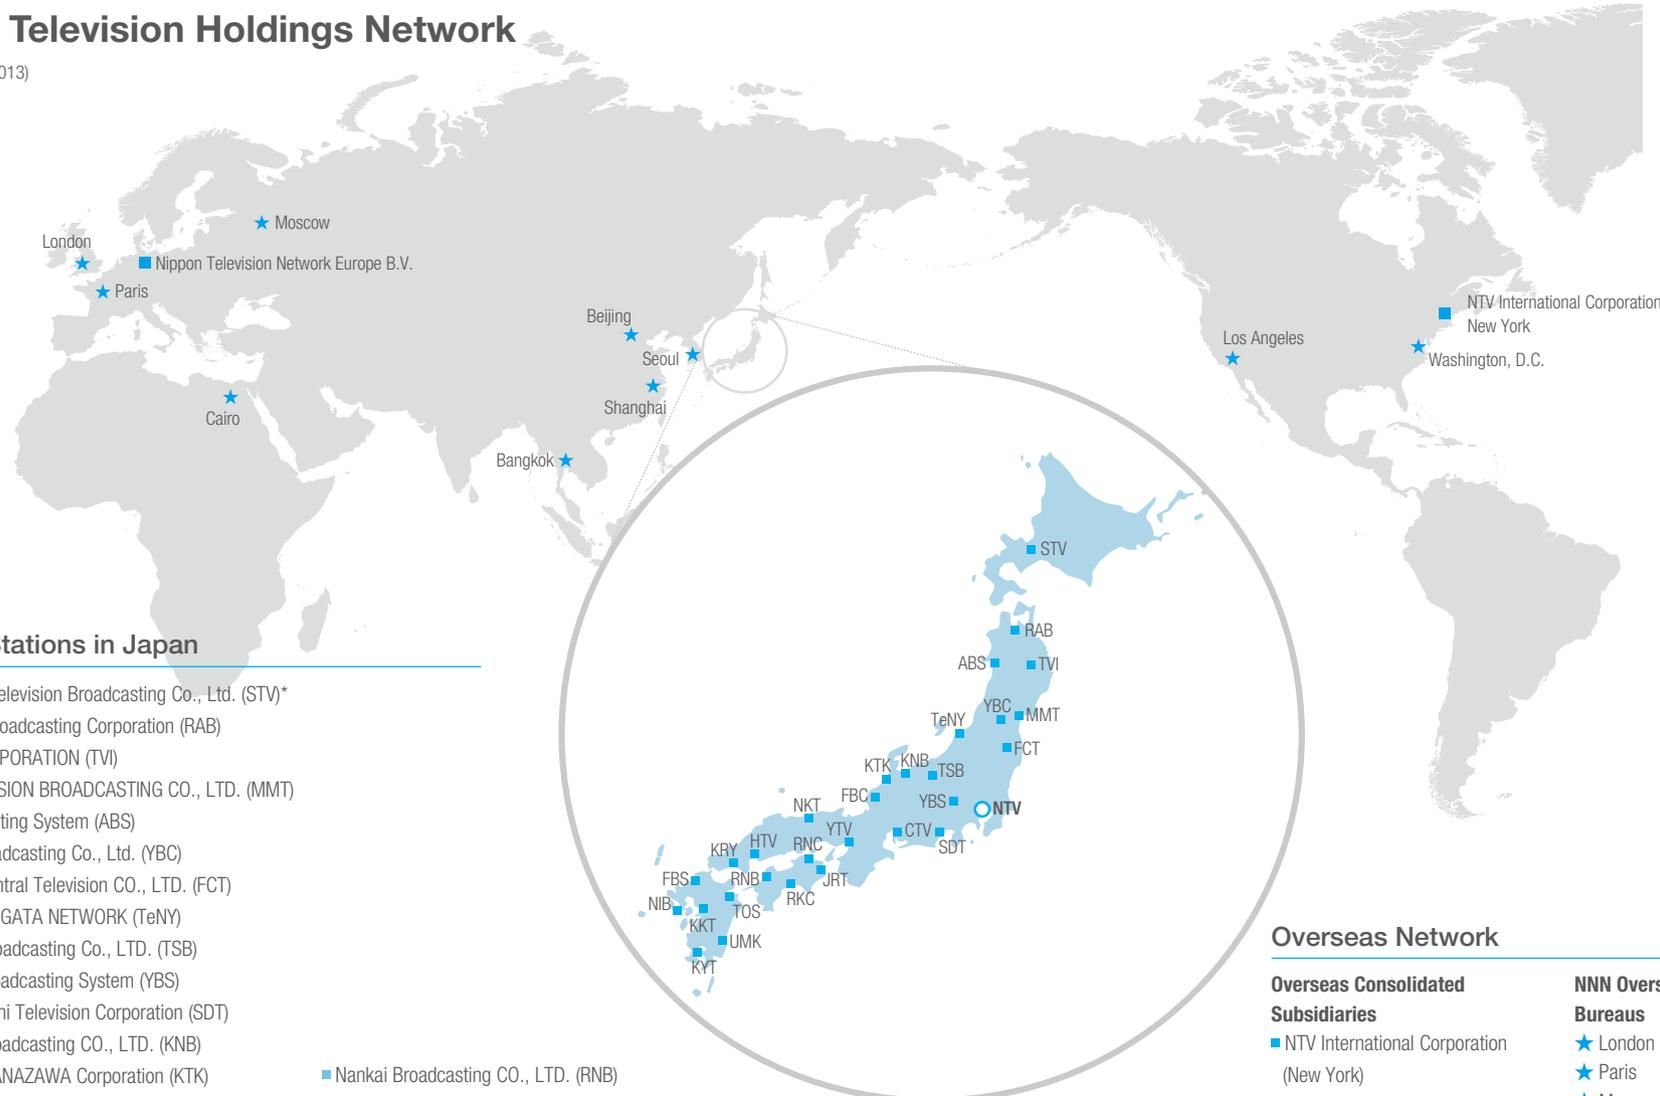 Television Holdings Network
013)
Moscow
London
Nippon Television Network Europe B.V.
Paris
Beijing
Seoul
Shanghai
Cairo
Bangkok
NTV International Corporation
New York
Los Angeles
Washington, D.C.
STV
RAB
ABS
TVI
YBC
MMT
TeNY
FCT
KTK
KNB
TSB
FBC
YBS
NTV
NKT
YTV
CTV
SDT
HTV
RNC
KRY
FBS
RNB
JRT
RKC
NIB
TOS
KKT
UMK
KYT
Stations in Japan
elevision Broadcasting Co., Ltd. (STV)*
oadcasting Corporation (RAB)
PORATION (TVI)
SION BROADCASTING CO., LTD. (MMT)
ting System (ABS)
adcasting Co., Ltd. (YBC)
ntral Television CO., LTD. (FCT)
GATA NETWORK (TeNY)
oadcasting Co., LTD. (TSB)
oadcasting System (YBS)
hi Television Corporation (SDT)
oadcasting CO., LTD. (KNB)
ANAZAWA Corporation (KTK)
Nankai Broadcasting CO., LTD. (RNB)
Overseas Network
Overseas Consolidated
Subsidiaries
NTV International Corporation
(New York)
NNN Overs
Bureaus
London
Paris